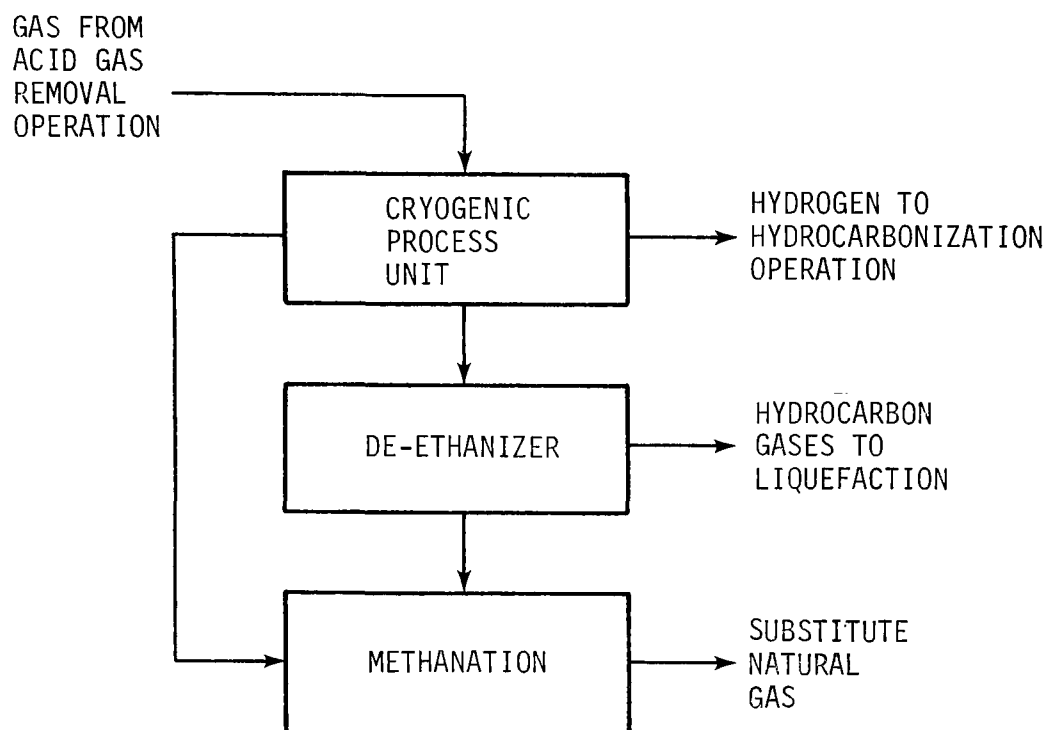 GAS FROM
ACID GAS
REMOVAL
OPERATION
CRYOGENIC
PROCESS
UNIT
HYDROGEN TO
HYDROCARBONIZATION
OPERATION
DE-ETHANIZER
HYDROCARBON
GASES TO
LIQUEFACTION
METHANATION
SUBSTITUTE
NATURAL
GAS